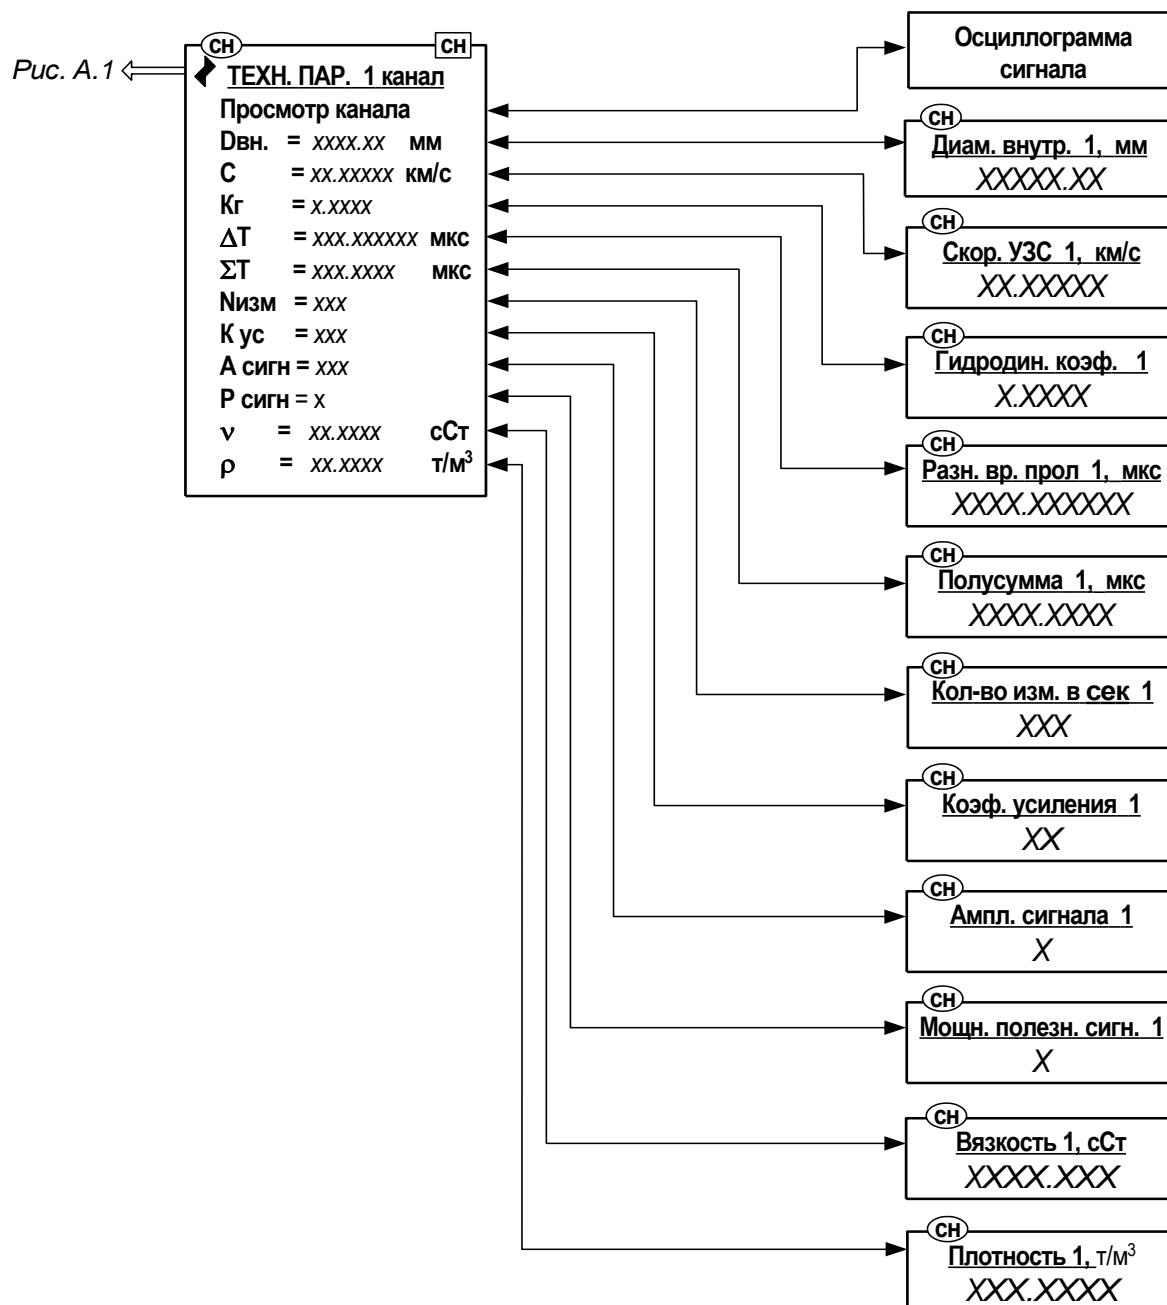 Рис. А.1
СН
СН
ТЕХН. ПАР. 1 канал
Просмотр канала
Dвн. = xxxx.xx мм
С = xx.xxxxx км/с
Кг = x.xxxx
ΔТ = xxx.xxxxxx мкс
ΣТ = xxx.xxxx мкс
Nизм = xxx
К ус = xxx
А сигн = xxx
Р сигн = x
ν = xx.xxxx сСт
ρ = xx.xxxx т/м³
Осциллограмма
сигнала
СН
Диам. внутр. 1, мм
XXXXX.XX
СН
Скор. УЗС 1, км/с
XX.XXXXX
СН
Гидродин. коэф. 1
X.XXXX
СН
Разн. вр. прол 1, мкс
XXXX.XXXXXX
СН
Полусумма 1, мкс
XXXX.XXXX
СН
Кол-во изм. в сек 1
XXX
СН
Коэф. усиления 1
XX
СН
Ампл. сигнала 1
X
СН
Мощн. полезн. сигн. 1
X
СН
Вязкость 1, сСт
XXXX.XXX
СН
Плотность 1, т/м³
XXX.XXXX